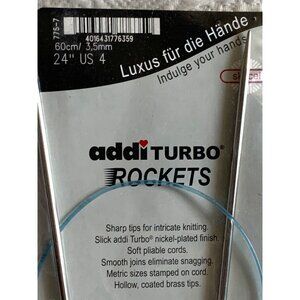 775-7
4016431776359
60cm/ 3,5mm
24" US 4
Luxus für die Hände
Indulge your hands
addi TURBO®
ROCKETS
Sharp tips for intricate knitting.
Slick addi Turbo® nickel-plated finish.
Soft pliable cords.
Smooth joins eliminate snagging.
Metric sizes stamped on cord.
Hollow, coated brass tips.